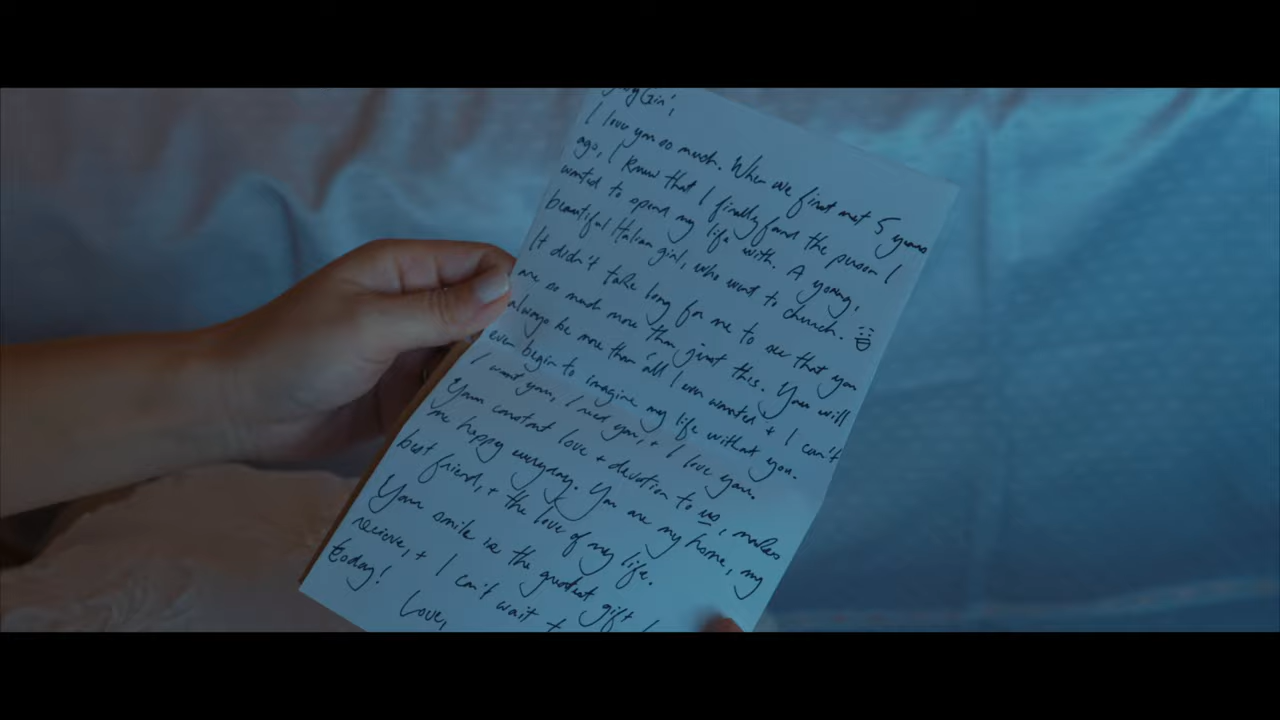 I love you so much. When we first met 5 years
ago, I knew that I finally found the person I
wanted to spend my life with. A young,
beautiful Italian girl, who went to church.
It didn't take long for me to see that you
are so much more than just this. You will
always be more than all I ever wanted + I can't
even begin to imagine my life without you.
I want you, I need you, + I love you.
Your constant love + devotion to us, makes
me happy everyday. You are my home, my
best friend, + the love of my life.
Your smile is the greatest gift I
recieve, + I can't wait
today!
Love,